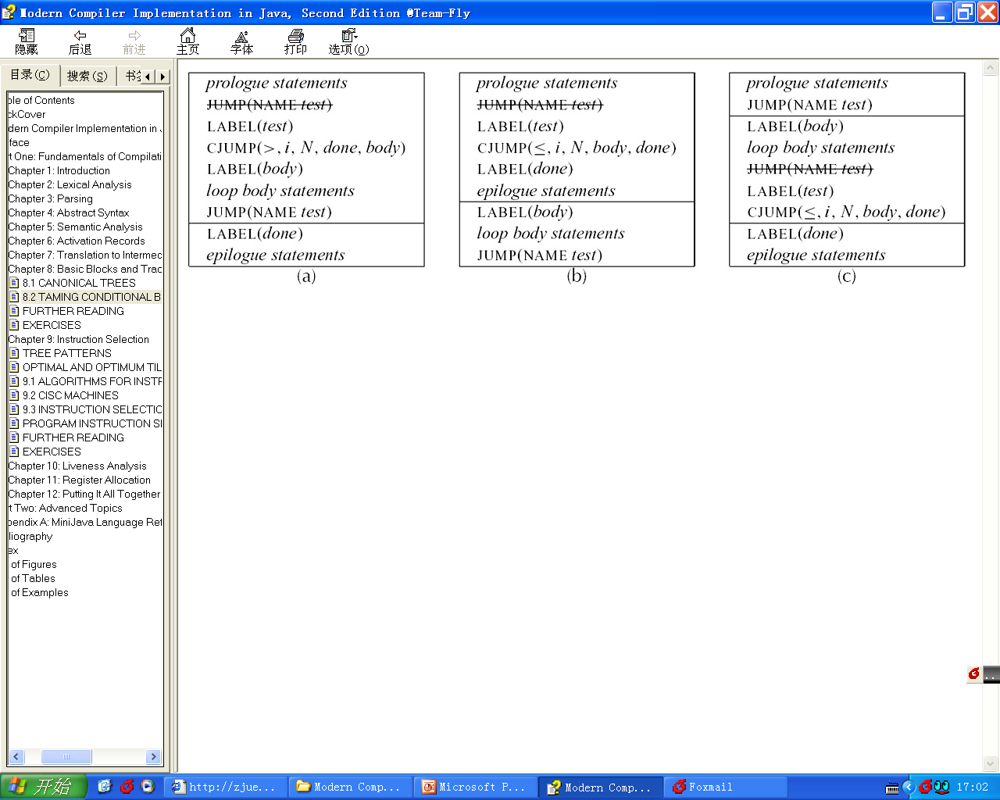 Modern Compiler Implementation in Java, Second Edition @Team-Fly
隐藏 后退 前进 主页 字体 打印 选项(O)
目录(C) 搜索(S)
ble of Contents
ckCover
dern Compiler Implementation in J
face
t One: Fundamentals of Compilati
Chapter 1: Introduction
Chapter 2: Lexical Analysis
Chapter 3: Parsing
Chapter 4: Abstract Syntax
Chapter 5: Semantic Analysis
Chapter 6: Activation Records
Chapter 7: Translation to Intermec
Chapter 8: Basic Blocks and Trac
8.1 CANONICAL TREES
8.2 TAMING CONDITIONAL B
FURTHER READING
EXERCISES
Chapter 9: Instruction Selection
TREE PATTERNS
OPTIMAL AND OPTIMUM TIL
9.1 ALGORITHMS FOR INSTF
9.2 CISC MACHINES
9.3 INSTRUCTION SELECTIC
PROGRAM INSTRUCTION SI
FURTHER READING
EXERCISES
Chapter 10: Liveness Analysis
Chapter 11: Register Allocation
Chapter 12: Putting It All Together
t Two: Advanced Topics
pendix A: MiniJava Language Ref
liography
ex
of Figures
of Tables
of Examples
prologue statements
JUMP(NAME test)
LABEL(test)
CJUMP(>, i, N, done, body)
LABEL(body)
loop body statements
JUMP(NAME test)
LABEL(done)
epilogue statements
(a)
prologue statements
JUMP(NAME test)
LABEL(test)
CJUMP(≤, i, N, body, done)
LABEL(done)
epilogue statements
LABEL(body)
loop body statements
JUMP(NAME test)
(b)
prologue statements
JUMP(NAME test)
LABEL(body)
loop body statements
JUMP(NAME test)
LABEL(test)
CJUMP(≤, i, N, body, done)
LABEL(done)
epilogue statements
(c)
开始 http://zjue... Modern Comp... Microsoft P... Modern Comp... Foxmail 17:02